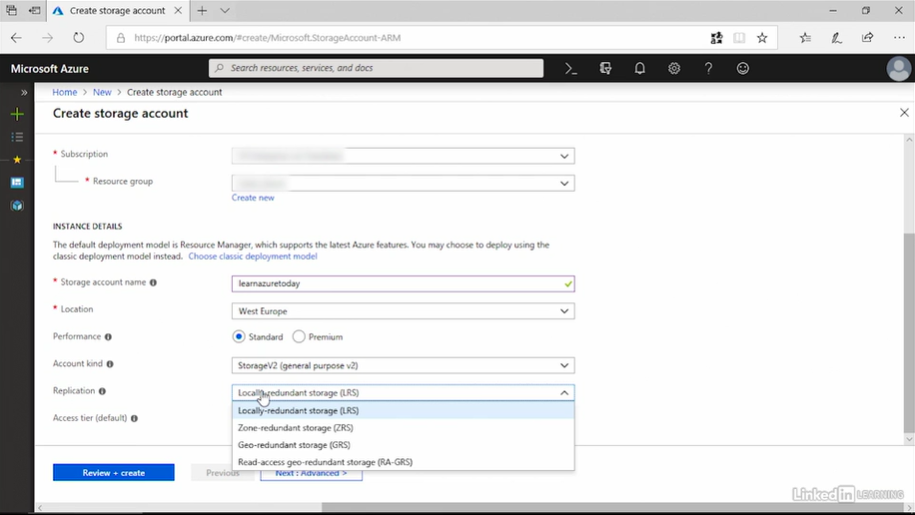 Create storage account
https://portal.azure.com/#create/Microsoft.StorageAccount-ARM
Microsoft Azure
Search resources, services, and docs
Home > New > Create storage account
Create storage account
* Subscription
* Resource group
Create new
INSTANCE DETAILS
The default deployment model is Resource Manager, which supports the latest Azure features. You may choose to deploy using the
classic deployment model instead. Choose classic deployment model
* Storage account name
learnazuretoday
* Location
West Europe
Performance
Standard
Premium
Account kind
StorageV2 (general purpose v2)
Replication
Locally-redundant storage (LRS)
Locally-redundant storage (LRS)
Zone-redundant storage (ZRS)
Geo-redundant storage (GRS)
Read-access geo-redundant storage (RA-GRS)
Access tier (default)
Review + create
Previous
Next : Advanced >
LinkedIn LEARNING